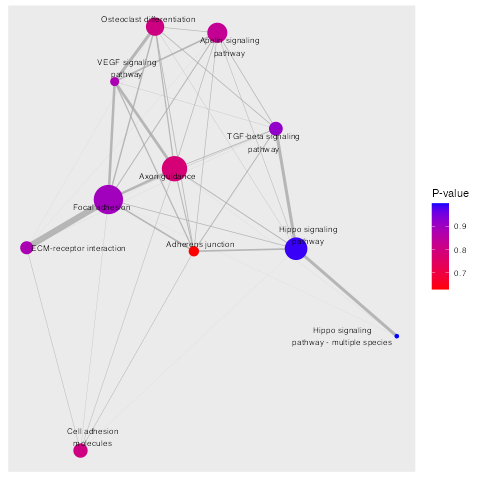 Osteoclast differentiation
Apelin signaling
pathway
VEGF signaling
pathway
TGF-beta signaling
pathway
Axon guidance
Focal adhesion
Hippo signaling
pathway
Adherens junction
ECM-receptor interaction
Hippo signaling
pathway - multiple species
Cell adhesion
molecules
P-value
0.9
0.8
0.7